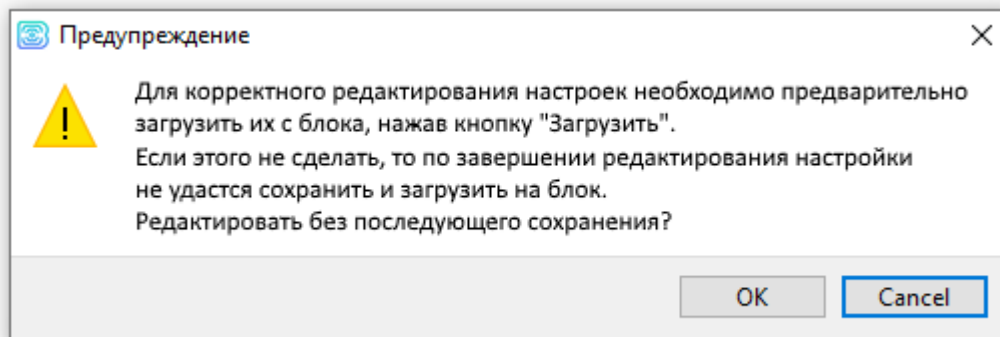 Предупреждение
Для корректного редактирования настроек необходимо предварительно
загрузить их с блока, нажав кнопку "Загрузить".
Если этого не сделать, то по завершении редактирования настройки
не удастся сохранить и загрузить на блок.
Редактировать без последующего сохранения?
OK
Cancel